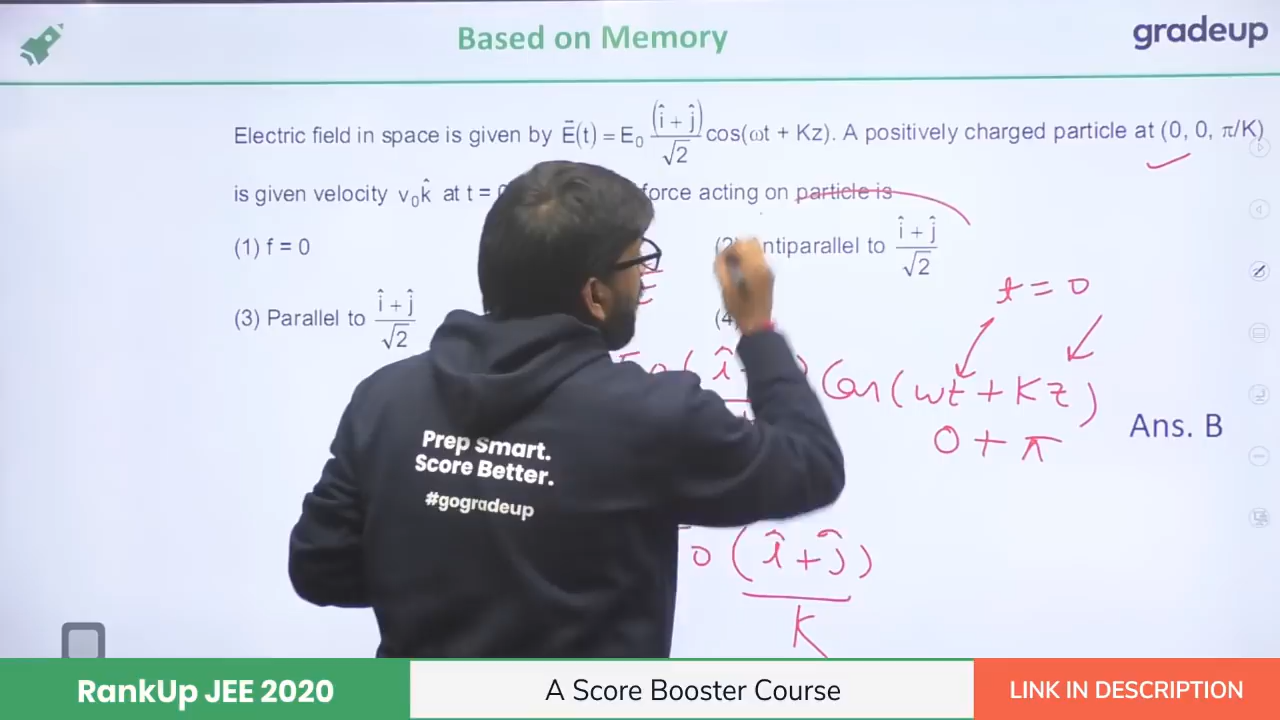 Based on Memory
gradeup
Electric field in space is given by E⃗(t) = E₀ (î + ĵ)/√2 cos(ωt + Kz). A positively charged particle at (0, 0, π/K)
is given velocity v₀k̂ at t = force acting on particle is
(1) f = 0
(2) ntiparallel to (î + ĵ)/√2
(3) Parallel to (î + ĵ)/√2
(4)
t = 0
Cos(wt + Kz)
0 + π
Ans. B
(î + ĵ)/K
Prep Smart.
Score Better.
#gogradeup
RankUp JEE 2020
A Score Booster Course
LINK IN DESCRIPTION